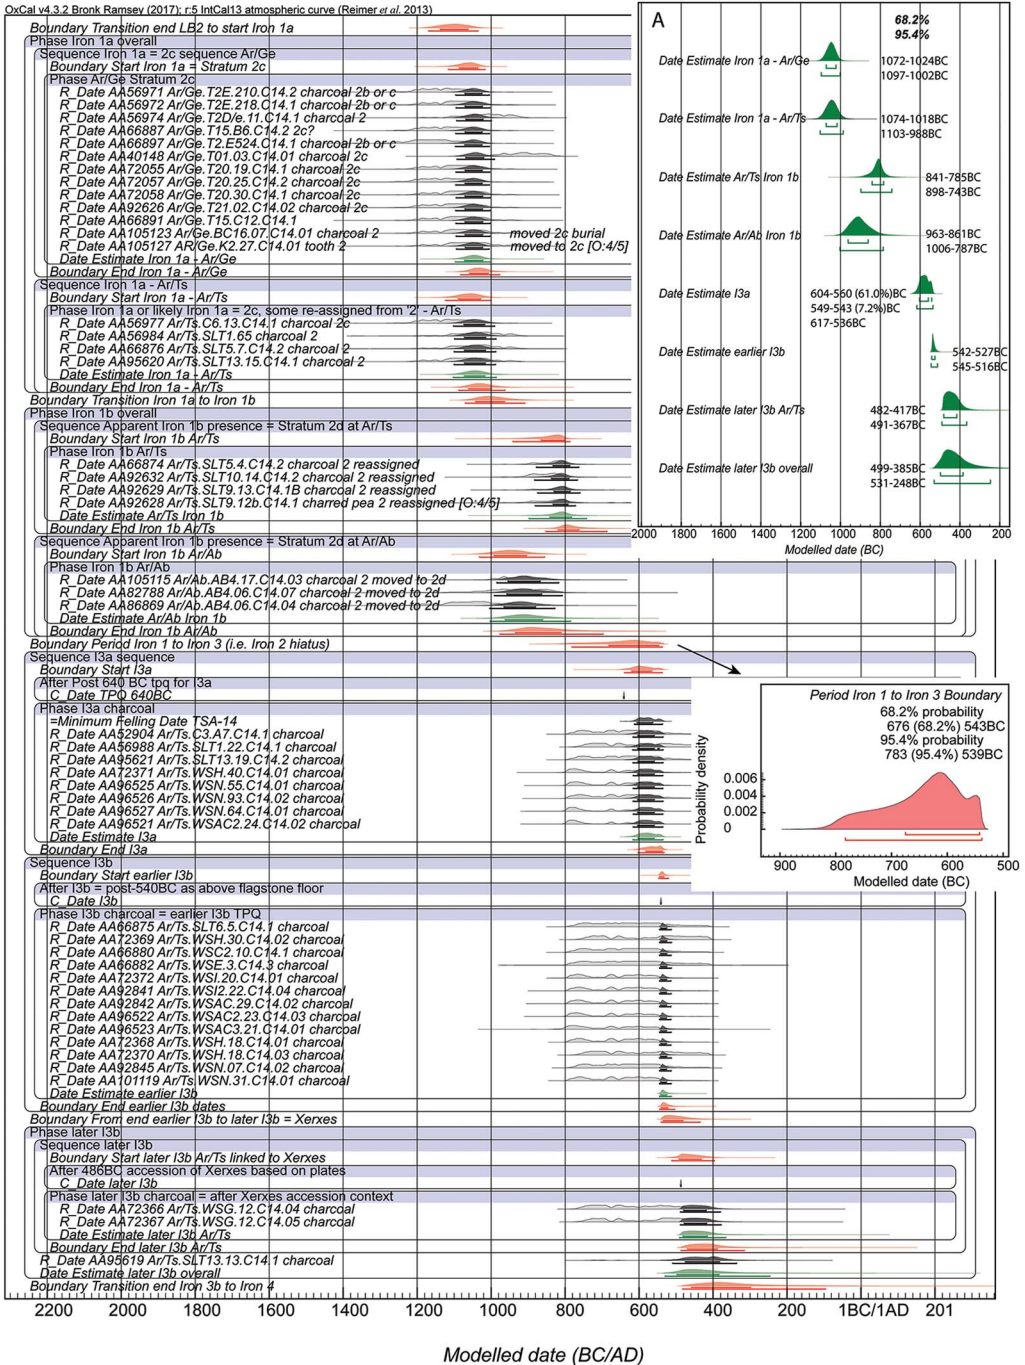 OxCal v4.3.2 Bronk Ramsey (2017); r:5 IntCal13 atmospheric curve (Reimer et al. 2013)
Boundary Transition end LB2 to start Iron 1a
Phase Iron 1a overall
Sequence Iron 1a = 2c sequence Ar/Ge
Boundary Start Iron 1a = Stratum 2c
Phase Ar/Ge Stratum 2c
R_Date AA56971 Ar/Ge.T2E.210.C14.2 charcoal 2b or c
R_Date AA56972 Ar/Ge.T2E.218.C14.1 charcoal 2b or c
R_Date AA56974 Ar/Ge.T2D/e.11.C14.1 charcoal 2
R_Date AA66887 Ar/Ge.T15.B6.C14.2 2c?
R_Date AA66897 Ar/Ge.T2.E524.C14.1 charcoal 2b or c
R_Date AA40148 Ar/Ge.T01.03.C14.01 charcoal 2c
R_Date AA72055 Ar/Ge.T20.19.C14.1 charcoal 2c
R_Date AA72057 Ar/Ge.T20.25.C14.2 charcoal 2c
R_Date AA72058 Ar/Ge.T20.30.C14.1 charcoal 2c
R_Date AA92626 Ar/Ge.T21.02.C14.02 charcoal 2c
R_Date AA66891 Ar/Ge.T15.C12.C14.1
R_Date AA105123 Ar/Ge.BC16.07.C14.01 charcoal 2 moved 2c burial
R_Date AA105127 AR/Ge.K2.27.C14.01 tooth 2 moved to 2c [O:4/5]
Date Estimate Iron 1a - Ar/Ge
Boundary End Iron 1a - Ar/Ge
Sequence Iron 1a - Ar/Ts
Boundary Start Iron 1a - Ar/Ts
Phase Iron 1a or likely Iron 1a = 2c, some re-assigned from '2' - Ar/Ts
R_Date AA56977 Ar/Ts.C6.13.C14.1 charcoal 2c
R_Date AA56984 Ar/Ts.SLT1.65 charcoal 2
R_Date AA66876 Ar/Ts.SLT5.7.C14.2 charcoal 2
R_Date AA95620 Ar/Ts.SLT13.15.C14.1 charcoal 2
Date Estimate Iron 1a - Ar/Ts
Boundary End Iron 1a - Ar/Ts
Boundary Transition Iron 1a to Iron 1b
Phase Iron 1b overall
Sequence Apparent Iron 1b presence = Stratum 2d at Ar/Ts
Boundary Start Iron 1b Ar/Ts
Phase Iron 1b Ar/Ts
R_Date AA66874 Ar/Ts.SLT5.4.C14.2 charcoal 2 reassigned
R_Date AA92632 Ar/Ts.SLT10.14.C14.2 charcoal 2 reassigned
R_Date AA92629 Ar/Ts.SLT9.13.C14.1B charcoal 2 reassigned
R_Date AA92628 Ar/Ts.SLT9.12b.C14.1 charred pea 2 reassigned [O:4/5]
Date Estimate Ar/Ts Iron 1b
Boundary End Iron 1b Ar/Ts
Sequence Apparent Iron 1b presence = Stratum 2d at Ar/Ab
Boundary Start Iron 1b Ar/Ab
Phase Iron 1b Ar/Ab
R_Date AA105115 Ar/Ab.AB4.17.C14.03 charcoal 2 moved to 2d
R_Date AA82788 Ar/Ab.AB4.06.C14.07 charcoal 2 moved to 2d
R_Date AA86869 Ar/Ab.AB4.06.C14.04 charcoal 2 moved to 2d
Date Estimate Ar/Ab Iron 1b
Boundary End Iron 1b Ar/Ab
Boundary Period Iron 1 to Iron 3 (i.e. Iron 2 hiatus)
Sequence I3a sequence
Boundary Start I3a
After Post 640 BC tpq for I3a
C_Date TPQ 640BC
Phase I3a charcoal
=Minimum Felling Date TSA-14
R_Date AA52904 Ar/Ts.C3.A7.C14.1 charcoal
R_Date AA56988 Ar/Ts.SLT1.22.C14.1 charcoal
R_Date AA95621 Ar/Ts.SLT13.19.C14.2 charcoal
R_Date AA72371 Ar/Ts.WSH.40.C14.01 charcoal
R_Date AA96525 Ar/Ts.WSN.55.C14.01 charcoal
R_Date AA96526 Ar/Ts.WSN.93.C14.02 charcoal
R_Date AA96527 Ar/Ts.WSN.64.C14.01 charcoal
R_Date AA96521 Ar/Ts.WSAC2.24.C14.02 charcoal
Date Estimate I3a
Boundary End I3a
Sequence I3b
Boundary Start earlier I3b
After I3b = post-540BC as above flagstone floor
C_Date I3b
Phase I3b charcoal = earlier I3b TPQ
R_Date AA66875 Ar/Ts.SLT6.5.C14.1 charcoal
R_Date AA72369 Ar/Ts.WSH.30.C14.02 charcoal
R_Date AA66880 Ar/Ts.WSC2.10.C14.1 charcoal
R_Date AA66882 Ar/Ts.WSE.3.C14.3 charcoal
R_Date AA72372 Ar/Ts.WSI.20.C14.01 charcoal
R_Date AA92841 Ar/Ts.WSI2.22.C14.04 charcoal
R_Date AA92842 Ar/Ts.WSAC.29.C14.02 charcoal
R_Date AA96522 Ar/Ts.WSAC2.23.C14.03 charcoal
R_Date AA96523 Ar/Ts.WSAC3.21.C14.01 charcoal
R_Date AA72368 Ar/Ts.WSH.18.C14.01 charcoal
R_Date AA72370 Ar/Ts.WSH.18.C14.03 charcoal
R_Date AA92845 Ar/Ts.WSN.07.C14.02 charcoal
R_Date AA101119 Ar/Ts.WSN.31.C14.01 charcoal
Date Estimate earlier I3b
Boundary End earlier I3b dates
Boundary From end earlier I3b to later I3b = Xerxes
Phase later I3b
Sequence later I3b
Boundary Start later I3b Ar/Ts linked to Xerxes
After 486BC accession of Xerxes based on plates
C_Date later I3b
Phase later I3b charcoal = after Xerxes accession context
R_Date AA72366 Ar/Ts.WSG.12.C14.04 charcoal
R_Date AA72367 Ar/Ts.WSG.12.C14.05 charcoal
Date Estimate later I3b Ar/Ts
Boundary End later I3b Ar/Ts
R_Date AA95619 Ar/Ts.SLT13.13.C14.1 charcoal
Date Estimate later I3b overall
Boundary Transition end Iron 3b to Iron 4
2200 2000 1800 1600 1400 1200 1000 800 600 400 200 1BC/1AD 201
Modelled date (BC/AD)
A
68.2%
95.4%
Date Estimate Iron 1a - Ar/Ge
1072-1024BC
1097-1002BC
Date Estimate Iron 1a - Ar/Ts
1074-1018BC
1103-988BC
Date Estimate Ar/Ts Iron 1b
841-785BC
898-743BC
Date Estimate Ar/Ab Iron 1b
963-861BC
1006-787BC
Date Estimate I3a
604-560 (61.0%)BC
549-543 (7.2%)BC
617-536BC
Date Estimate earlier I3b
542-527BC
545-516BC
Date Estimate later I3b Ar/Ts
482-417BC
491-367BC
Date Estimate later I3b overall
499-385BC
531-248BC
2000 1800 1600 1400 1200 1000 800 600 400 200
Modelled date (BC)
Period Iron 1 to Iron 3 Boundary
68.2% probability
676 (68.2%) 543BC
95.4% probability
783 (95.4%) 539BC
Probability density
0.006
0.004
0.002
0
900 800 700 600 500
Modelled date (BC)